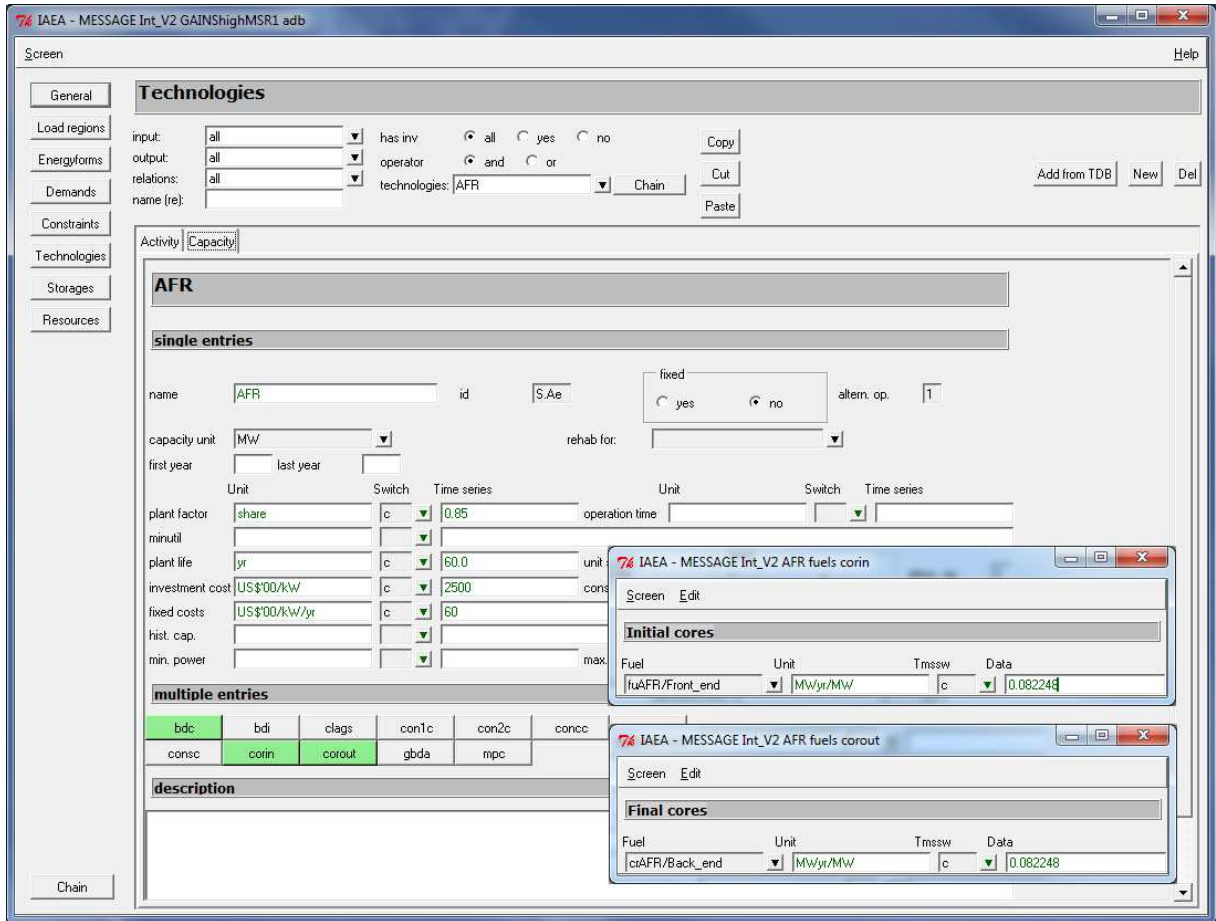 IAEA - MESSAGE Int_V2 GAINShighMSR1 adb
Screen Help
General
Load regions
Energyforms
Demands
Constraints
Technologies
Storages
Resources
Chain
Technologies
input: all has inv all yes no Copy
output: all operator and or Cut
relations: all technologies: AFR Chain Add from TDB New Del
name (re): Paste
Activity Capacity
AFR
single entries
name AFR id S.Ae fixed yes no altern. op. 1
capacity unit MW rehab for:
first year last year
Unit Switch Time series Unit Switch Time series
plant factor share c 0.85 operation time
minutil
plant life yr c 60.0 unit
investment cost US$'00/kW c 2500 cons
fixed costs US$'00/kW/yr c 60
hist. cap.
min. power max.
multiple entries
bdc bdi clags con1c con2c concc
consc corin corout gbda mpc
description
IAEA - MESSAGE Int_V2 AFR fuels corin
Screen Edit
Initial cores
Fuel Unit Tmssw Data
fuAFR/Front_end MWyr/MW c 0.082248
IAEA - MESSAGE Int_V2 AFR fuels corout
Screen Edit
Final cores
Fuel Unit Tmssw Data
crAFR/Back_end MWyr/MW c 0.082248